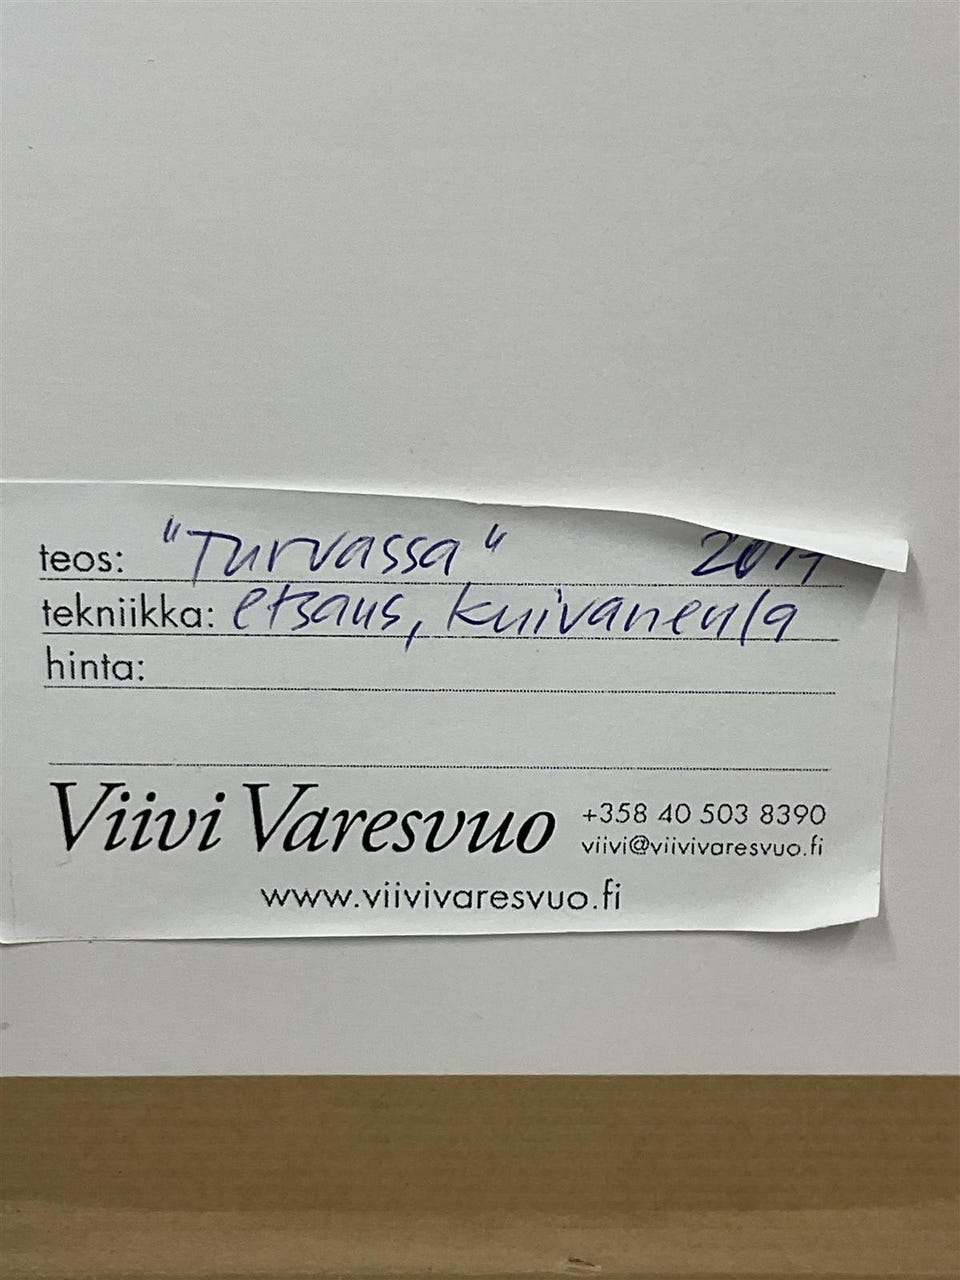 teos: "Turvassa"
tekniikka: etsaus, kuivaneula
hinta:
Viivi Varesvuo
+358 40 503 8390
viivi@viivivaresvuo.fi
www.viivivaresvuo.fi